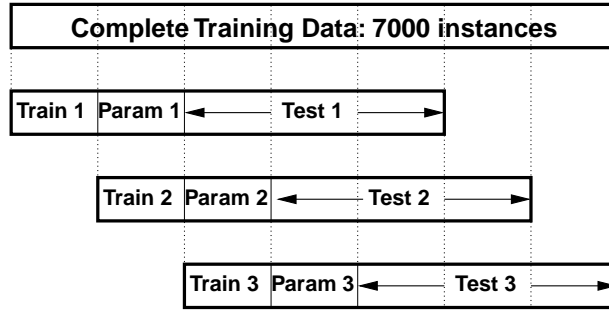 Complete Training Data: 7000 instances
Train 1 Param 1 Test 1
Train 2 Param 2 Test 2
Train 3 Param 3 Test 3